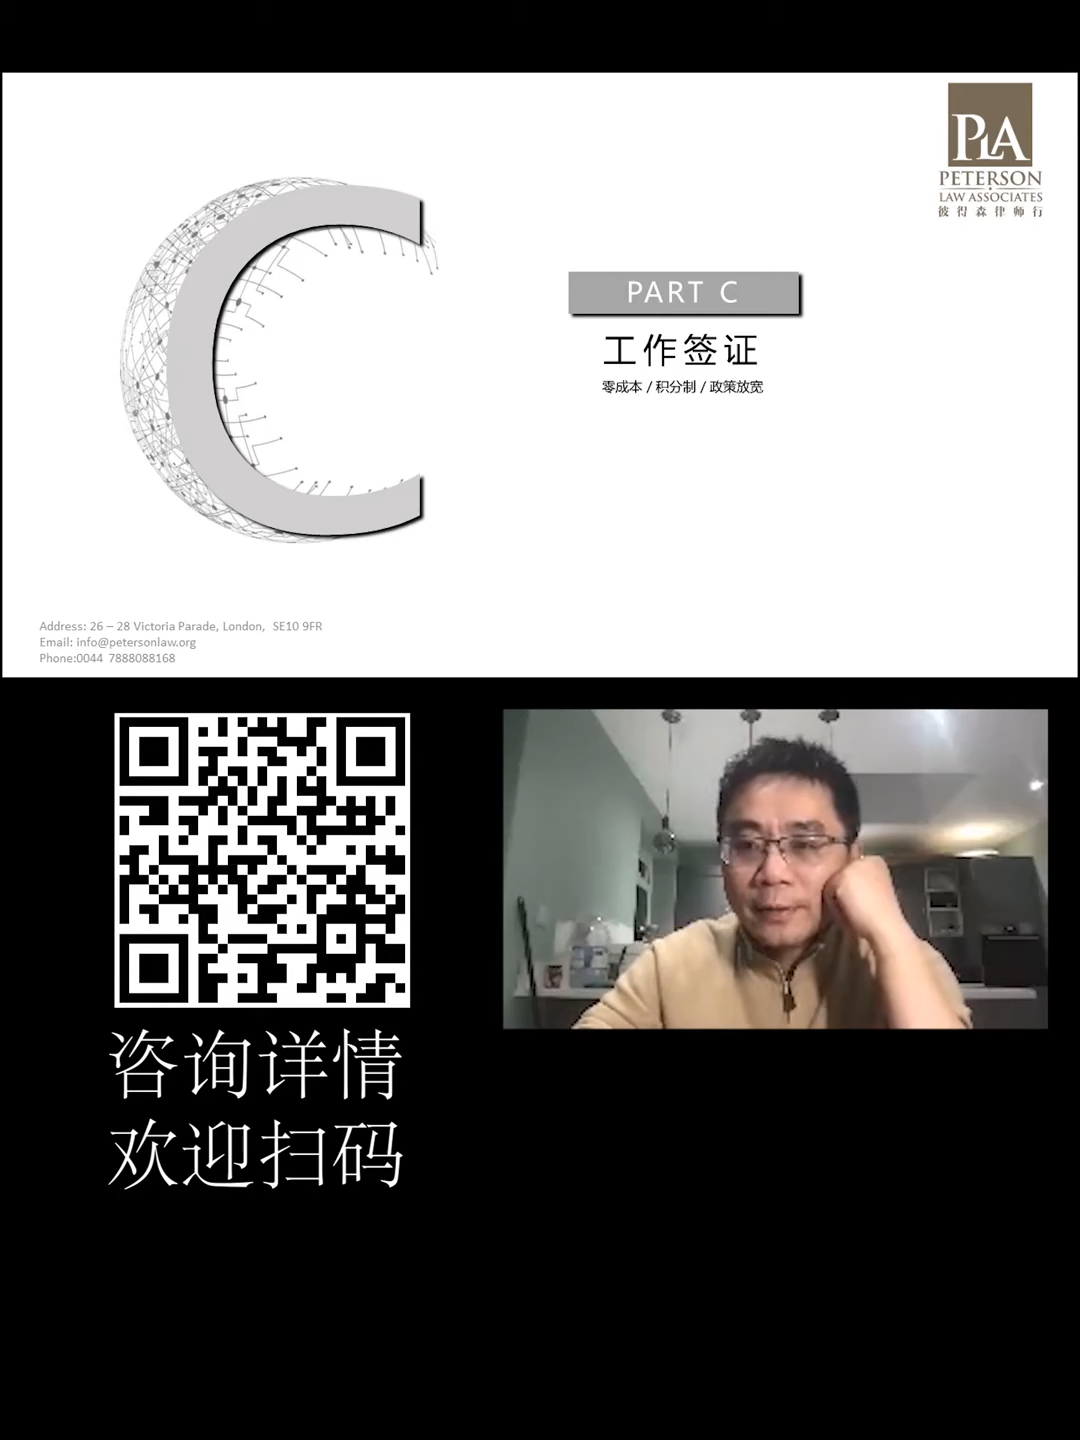 PLA
PETERSON
LAW ASSOCIATES
彼得森律师行
C
PART C
工作签证
零成本 / 积分制 / 政策放宽
Address: 26 – 28 Victoria Parade, London, SE10 9FR
Email: info@petersonlaw.org
Phone:0044 7888088168
咨询详情
欢迎扫码